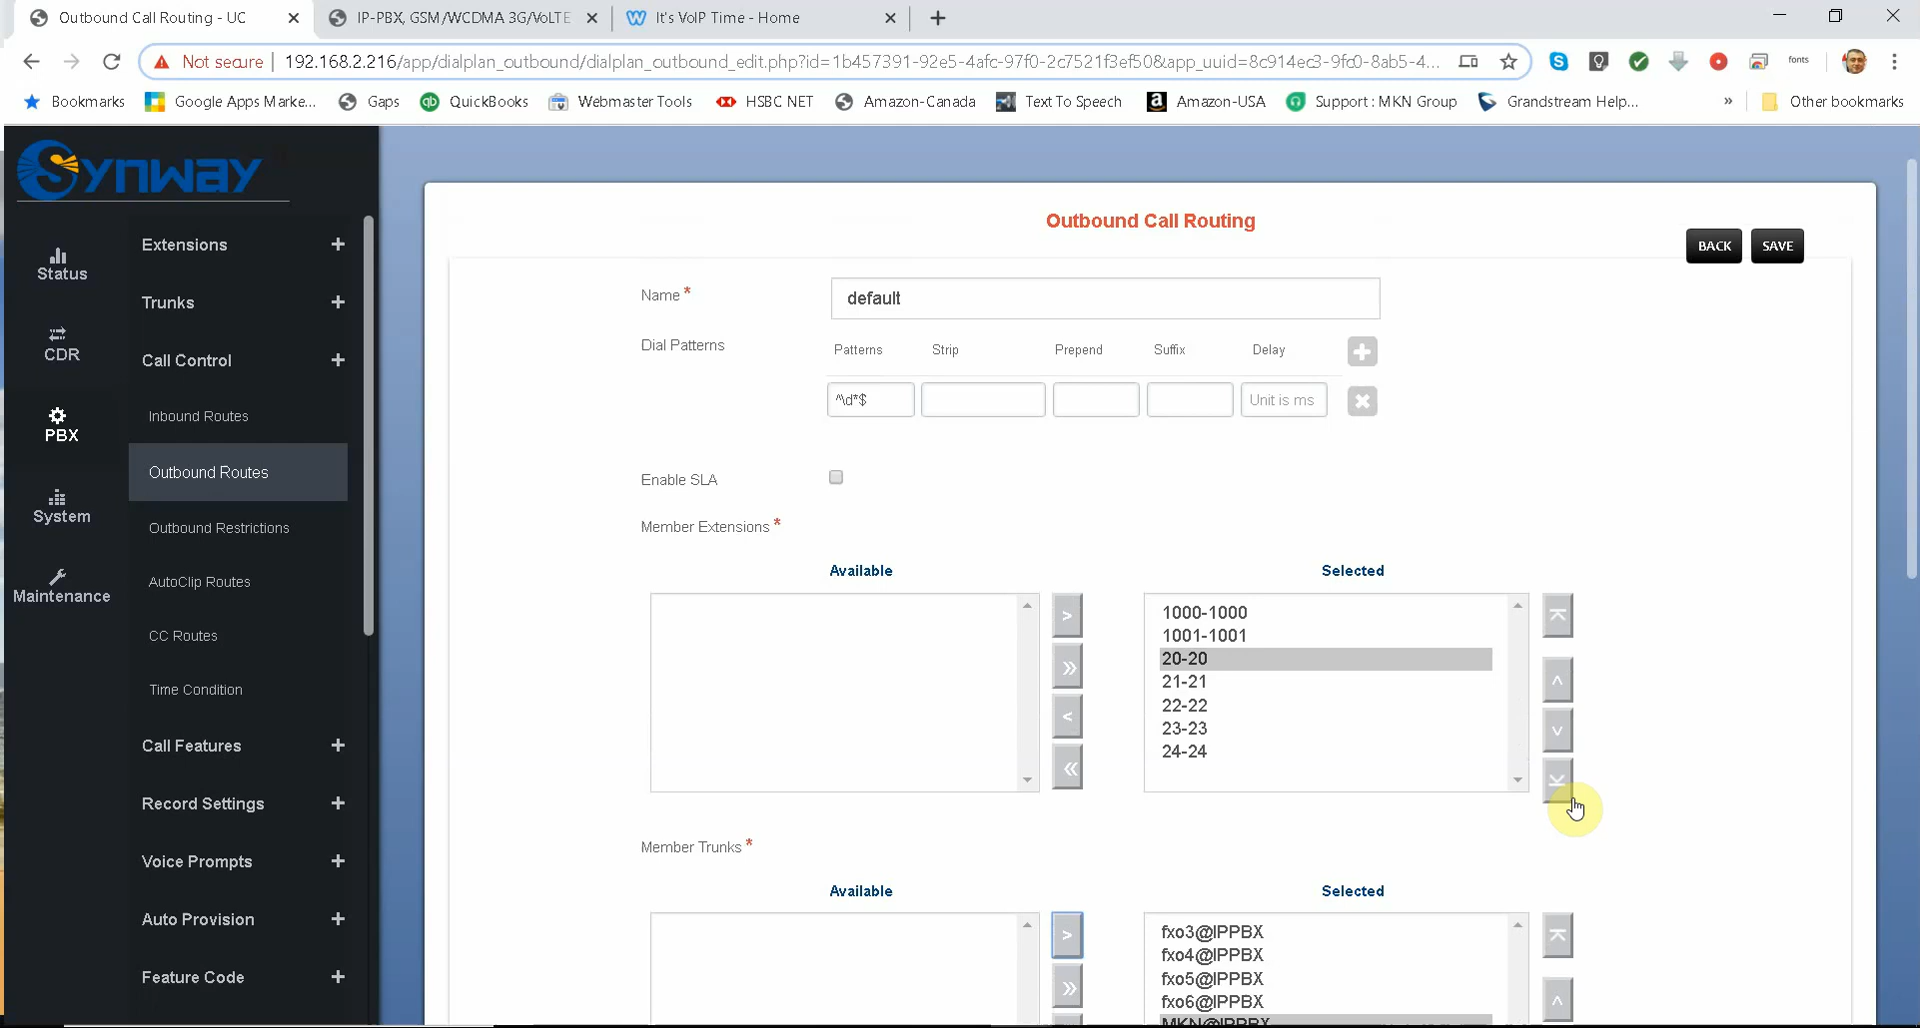 Outbound Call Routing - UC
IP-PBX, GSM/WCDMA 3G/VoLTE
It's VoIP Time - Home
Not secure
192.168.2.216/app/dialplan_outbound/dialplan_outbound_edit.php?id=1b457391-92e5-4afc-97f0-2c7521f3ef50&app_uuid=8c914ec3-9fc0-8ab5-4...
fonts
Bookmarks
Google Apps Marke...
Gaps
QuickBooks
Webmaster Tools
HSBC NET
Amazon-Canada
Text To Speech
Amazon-USA
Support : MKN Group
Grandstream Help...
»
Other bookmarks
Synway
Status
CDR
PBX
System
Maintenance
Extensions +
Trunks +
Call Control +
Inbound Routes
Outbound Routes
Outbound Restrictions
AutoClip Routes
CC Routes
Time Condition
Call Features +
Record Settings +
Voice Prompts +
Auto Provision +
Feature Code +
Outbound Call Routing
BACK
SAVE
Name *
default
Dial Patterns
Patterns Strip Prepend Suffix Delay
^\d*$
Unit is ms
Enable SLA
Member Extensions *
Available
Selected
1000-1000
1001-1001
20-20
21-21
22-22
23-23
24-24
Member Trunks *
Available
Selected
fxo3@IPPBX
fxo4@IPPBX
fxo5@IPPBX
fxo6@IPPBX
MKN@IPPBX